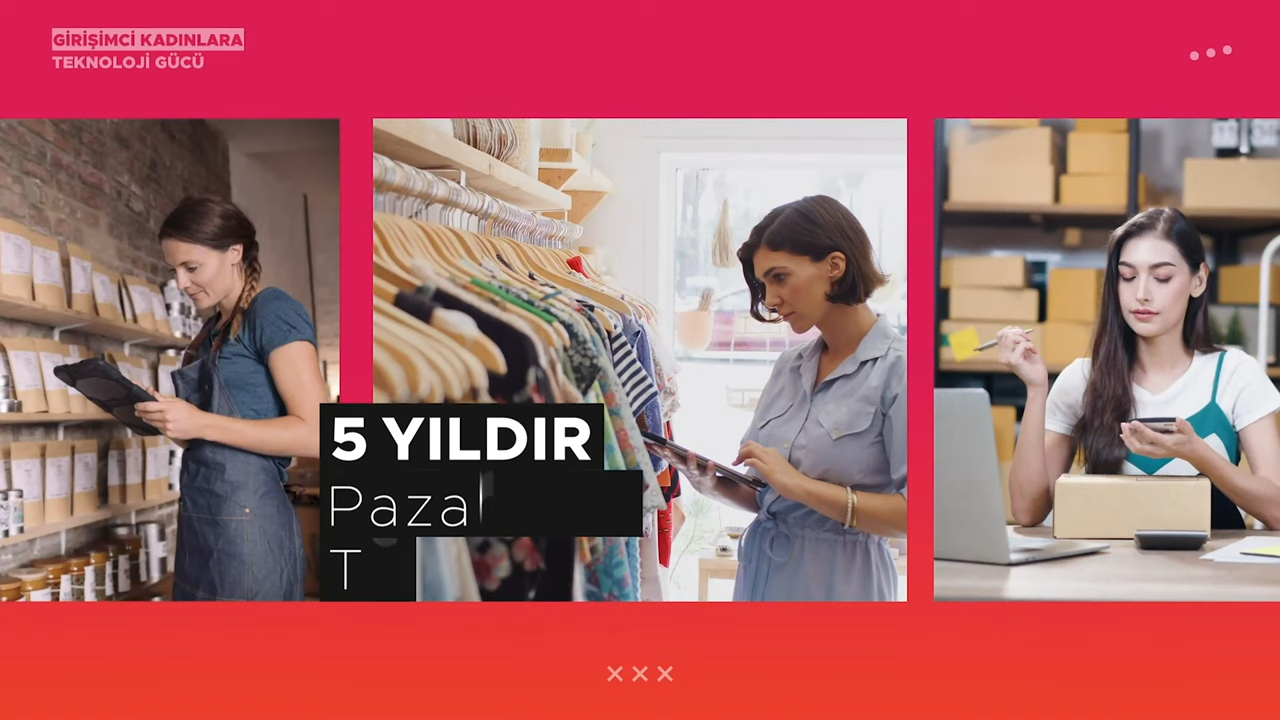 GİRİŞİMCİ KADINLARA
TEKNOLOJİ GÜCÜ
5 YILDIR
Paza
T